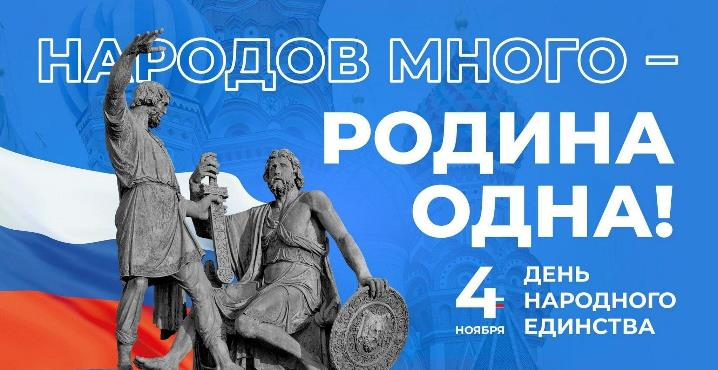 НАРОДОВ МНОГО –
РОДИНА
ОДНА!
4
НОЯБРЯ
ДЕНЬ
НАРОДНОГО
ЕДИНСТВА